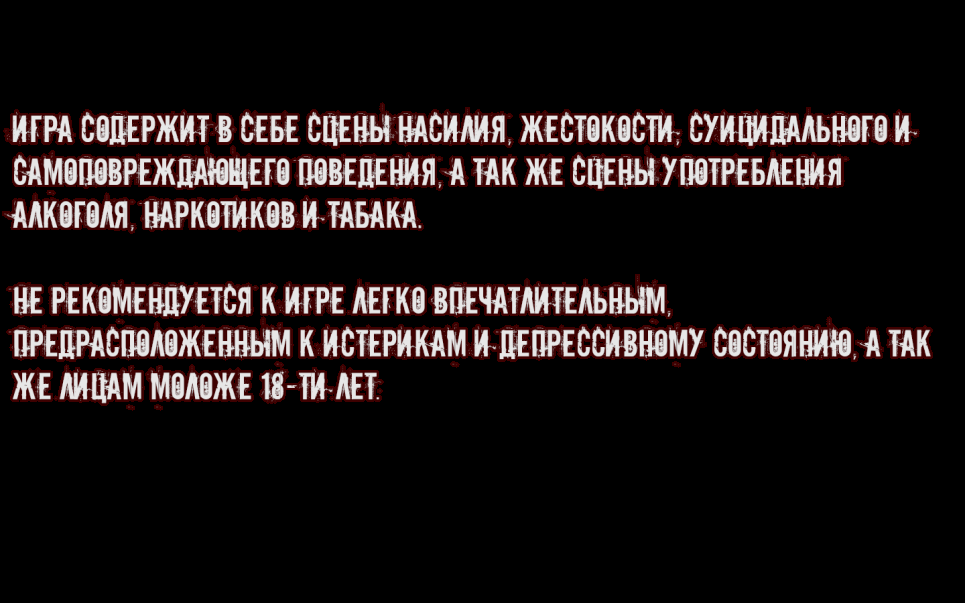 ИГРА СОДЕРЖИТ В СЕБЕ СЦЕНЫ НАСИЛИЯ, ЖЕСТОКОСТИ, СУИЦИДАЛЬНОГО И
САМОПОВРЕЖДАЮЩЕГО ПОВЕДЕНИЯ, А ТАК ЖЕ СЦЕНЫ УПОТРЕБЛЕНИЯ
АЛКОГОЛЯ, НАРКОТИКОВ И ТАБАКА.
НЕ РЕКОМЕНДУЕТСЯ К ИГРЕ ЛЕГКО ВПЕЧАТЛИТЕЛЬНЫМ,
ПРЕДРАСПОЛОЖЕННЫМ К ИСТЕРИКАМ И ДЕПРЕССИВНОМУ СОСТОЯНИЮ, А ТАК
ЖЕ ЛИЦАМ МОЛОЖЕ 18-ТИ ЛЕТ.